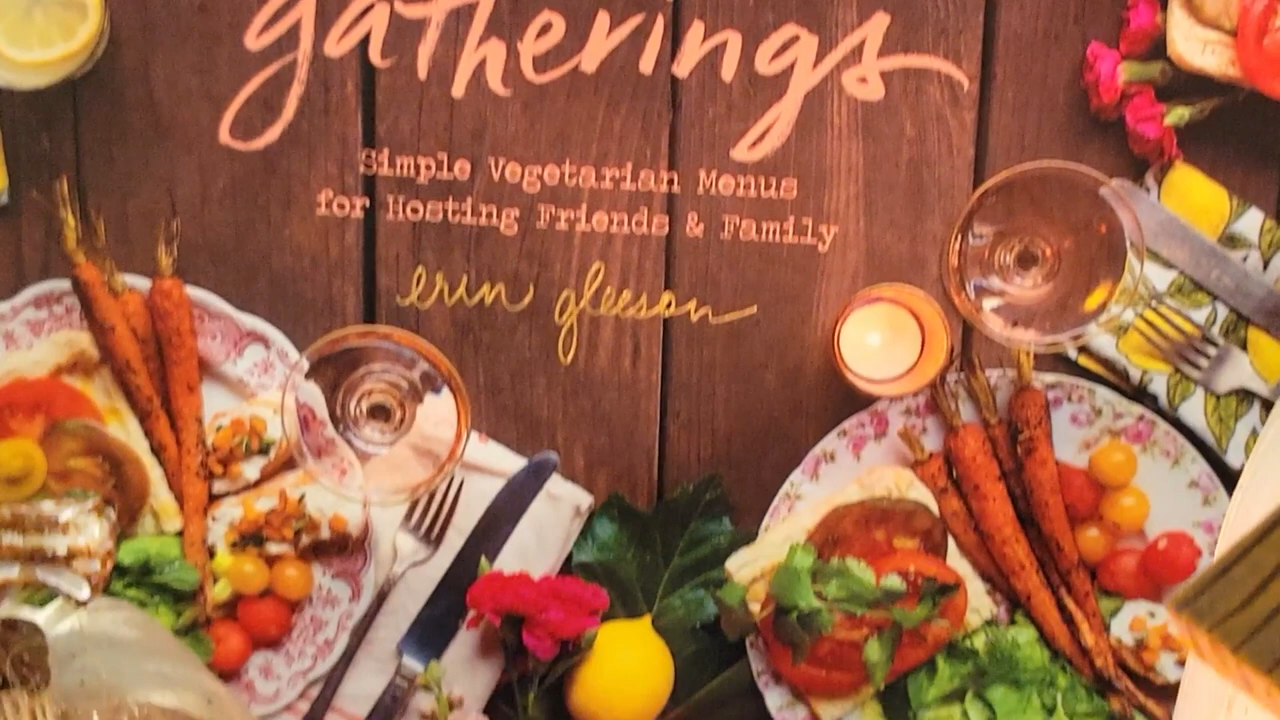 gatherings
Simple Vegetarian Menus
for Hosting Friends & Family
erin gleeson